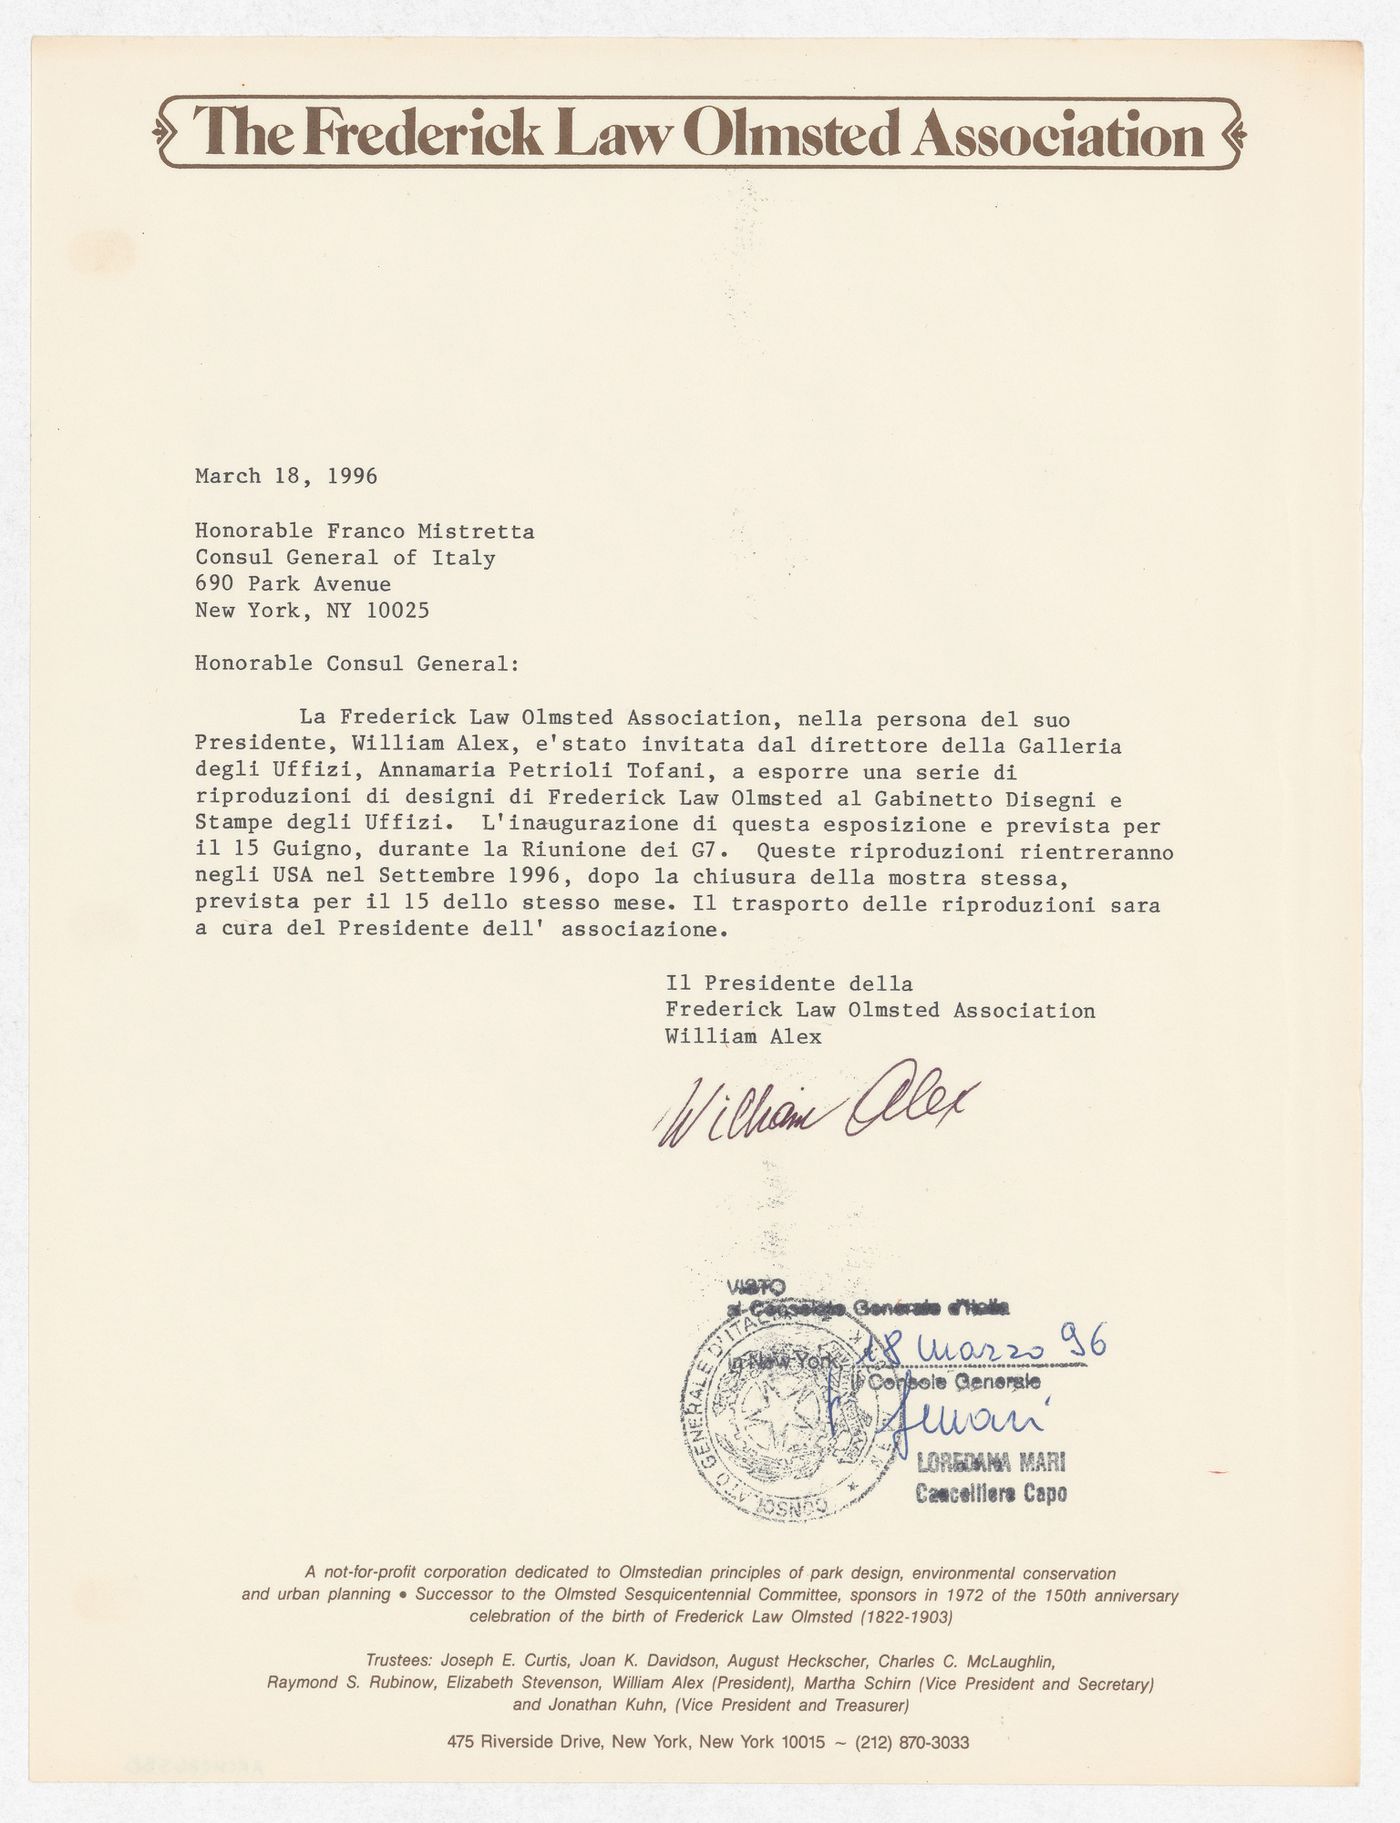 The Frederick Law Olmsted Association
March 18, 1996
Honorable Franco Mistretta
Consul General of Italy
690 Park Avenue
New York, NY 10025
Honorable Consul General:
La Frederick Law Olmsted Association, nella persona del suo
Presidente, William Alex, e'stato invitata dal direttore della Galleria
degli Uffizi, Annamaria Petrioli Tofani, a esporre una serie di
riproduzioni di designi di Frederick Law Olmsted al Gabinetto Disegni e
Stampe degli Uffizi. L'inaugurazione di questa esposizione e prevista per
il 15 Guigno, durante la Riunione dei G7. Queste riproduzioni rientreranno
negli USA nel Settembre 1996, dopo la chiusura della mostra stessa,
prevista per il 15 dello stesso mese. Il trasporto delle riproduzioni sara
a cura del Presidente dell' associazione.
Il Presidente della
Frederick Law Olmsted Association
William Alex
William Alex
VISTO
al Consolato Generale d'Italia
in New York, 18 Marzo 96
Il Console Generale
LOREDANA MARI
Cancelliere Capo
CONSOLATO GENERALE D'ITALIA
A not-for-profit corporation dedicated to Olmstedian principles of park design, environmental conservation
and urban planning • Successor to the Olmsted Sesquicentennial Committee, sponsors in 1972 of the 150th anniversary
celebration of the birth of Frederick Law Olmsted (1822-1903)
Trustees: Joseph E. Curtis, Joan K. Davidson, August Heckscher, Charles C. McLaughlin,
Raymond S. Rubinow, Elizabeth Stevenson, William Alex (President), Martha Schirn (Vice President and Secretary)
and Jonathan Kuhn, (Vice President and Treasurer)
475 Riverside Drive, New York, New York 10015 ~ (212) 870-3033